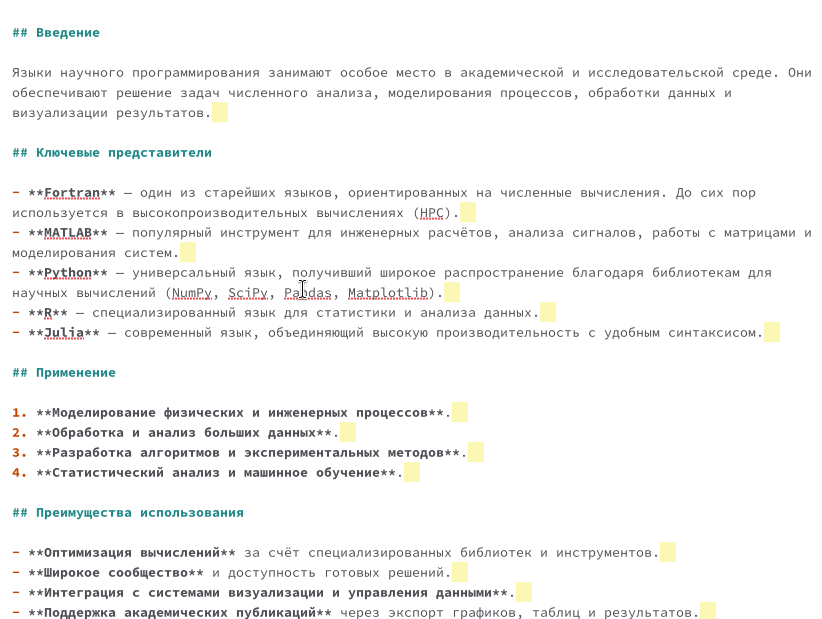 ## Введение
Языки научного программирования занимают особое место в академической и исследовательской среде. Они
обеспечивают решение задач численного анализа, моделирования процессов, обработки данных и
визуализации результатов.
## Ключевые представители
- **Fortran** — один из старейших языков, ориентированных на численные вычисления. До сих пор
используется в высокопроизводительных вычислениях (HPC).
- **MATLAB** — популярный инструмент для инженерных расчётов, анализа сигналов, работы с матрицами и
моделирования систем.
- **Python** — универсальный язык, получивший широкое распространение благодаря библиотекам для
научных вычислений (NumPy, SciPy, Pandas, Matplotlib).
- **R** — специализированный язык для статистики и анализа данных.
- **Julia** — современный язык, объединяющий высокую производительность с удобным синтаксисом.
## Применение
1. **Моделирование физических и инженерных процессов**.
2. **Обработка и анализ больших данных**.
3. **Разработка алгоритмов и экспериментальных методов**.
4. **Статистический анализ и машинное обучение**.
## Преимущества использования
- **Оптимизация вычислений** за счёт специализированных библиотек и инструментов.
- **Широкое сообщество** и доступность готовых решений.
- **Интеграция с системами визуализации и управления данными**.
- **Поддержка академических публикаций** через экспорт графиков, таблиц и результатов.